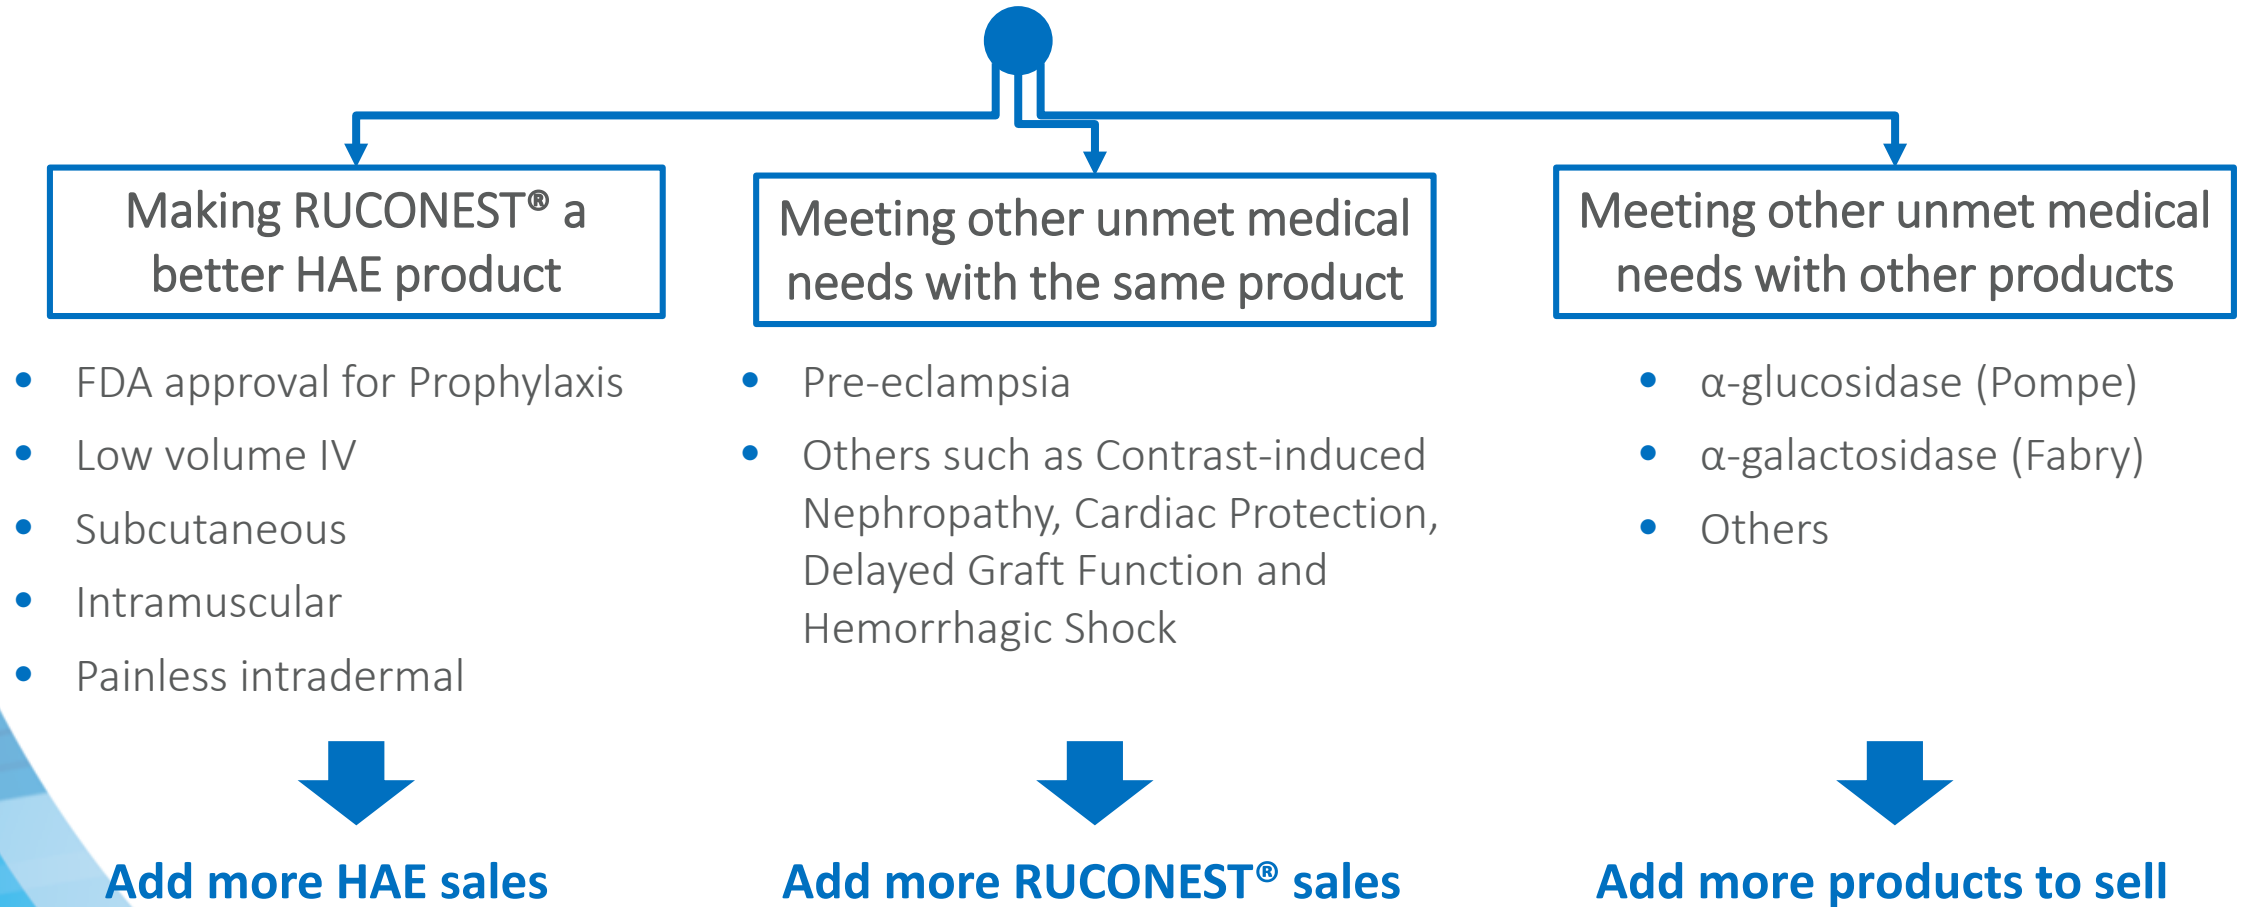 Making RUCONEST® a
better HAE product
• FDA approval for Prophylaxis
• Low volume IV
• Subcutaneous
• Intramuscular
• Painless intradermal
Add more HAE sales
Meeting other unmet medical
needs with the same product
• Pre-eclampsia
• Others such as Contrast-induced
Nephropathy, Cardiac Protection,
Delayed Graft Function and
Hemorrhagic Shock
Add more RUCONEST® sales
Meeting other unmet medical
needs with other products
• α-glucosidase (Pompe)
• α-galactosidase (Fabry)
• Others
Add more products to sell